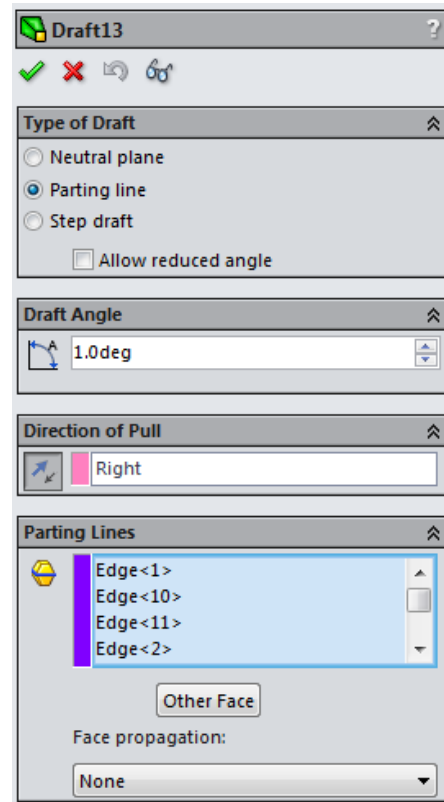 Draft13
?
Type of Draft
Neutral plane
Parting line
Step draft
Allow reduced angle
Draft Angle
A
1.0deg
Direction of Pull
Right
Parting Lines
Edge<1>
Edge<10>
Edge<11>
Edge<2>
Other Face
Face propagation:
None